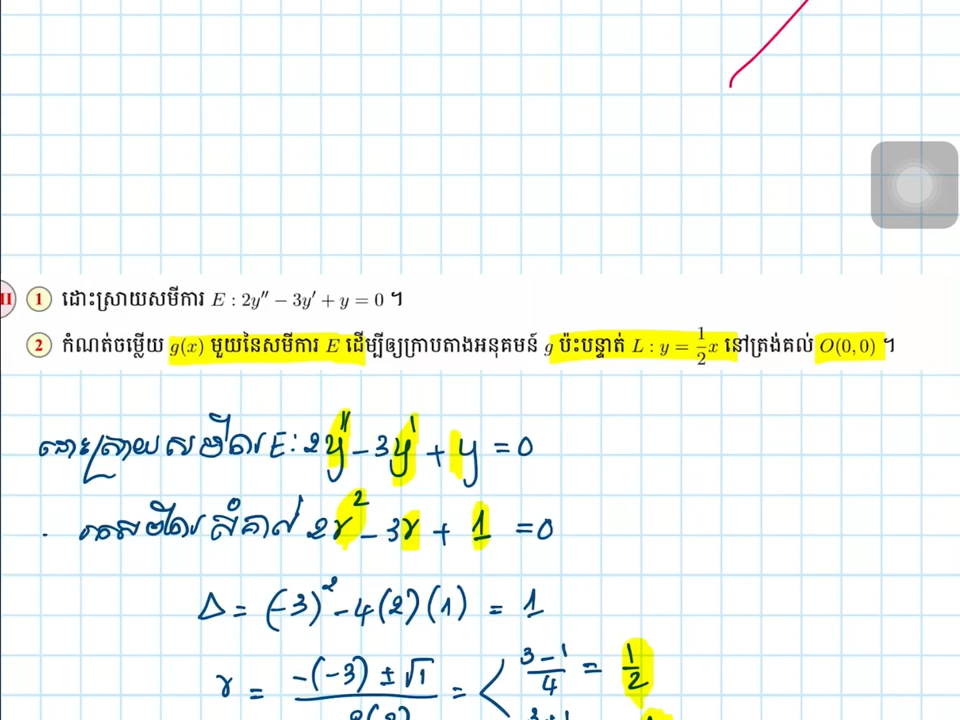 II 1 ដោះស្រាយសមីការ E : 2y′′ − 3y′ + y = 0 ។
2 កំណត់ចម្លើយ g(x) មួយនៃសមីការ E ដើម្បីឲ្យក្រាបតាងអនុគមន៍ g ប៉ះបន្ទាត់ L : y = 1/2 x នៅត្រង់គល់ O(0, 0) ។
ដោះស្រាយសមីការ E: 2y'' − 3y' + y = 0
សមីការសំគាល់ 2r² − 3r + 1 = 0
Δ = (−3)² − 4(2)(1) = 1
r = −(−3) ± √1 = < 3−1/4 = 1/2